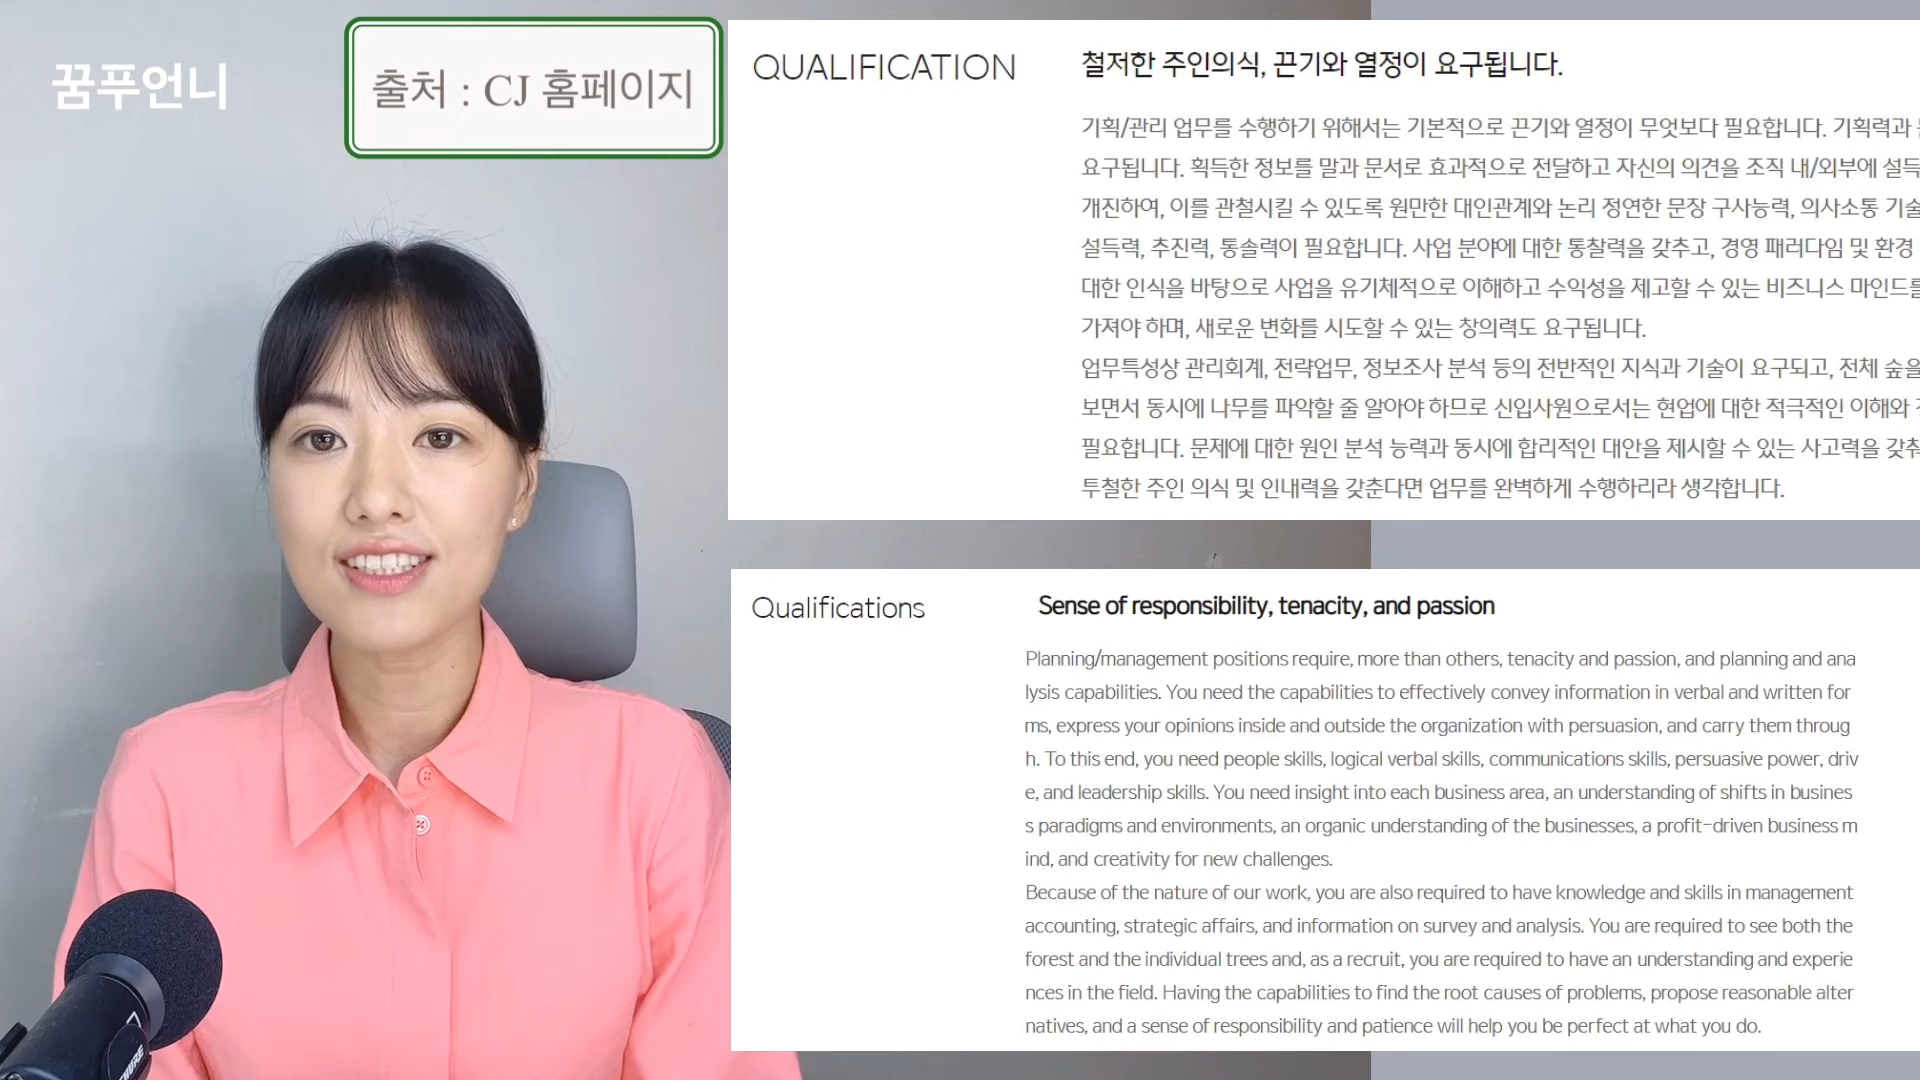 꿈푸언니
출처 : CJ 홈페이지
QUALIFICATION
철저한 주인의식, 끈기와 열정이 요구됩니다.
기획/관리 업무를 수행하기 위해서는 기본적으로 끈기와 열정이 무엇보다 필요합니다. 기획력과
요구됩니다. 획득한 정보를 말과 문서로 효과적으로 전달하고 자신의 의견을 조직 내/외부에 설득
개진하여, 이를 관철시킬 수 있도록 원만한 대인관계와 논리 정연한 문장 구사능력, 의사소통 기술
설득력, 추진력, 통솔력이 필요합니다. 사업 분야에 대한 통찰력을 갖추고, 경영 패러다임 및 환경
대한 인식을 바탕으로 사업을 유기체적으로 이해하고 수익성을 제고할 수 있는 비즈니스 마인드를
가져야 하며, 새로운 변화를 시도할 수 있는 창의력도 요구됩니다.
업무특성상 관리회계, 전략업무, 정보조사 분석 등의 전반적인 지식과 기술이 요구되고, 전체 숲을
보면서 동시에 나무를 파악할 줄 알아야 하므로 신입사원으로서는 현업에 대한 적극적인 이해와
필요합니다. 문제에 대한 원인 분석 능력과 동시에 합리적인 대안을 제시할 수 있는 사고력을 갖춰
투철한 주인 의식 및 인내력을 갖춘다면 업무를 완벽하게 수행하리라 생각합니다.
Qualifications
Sense of responsibility, tenacity, and passion
Planning/management positions require, more than others, tenacity and passion, and planning and ana
lysis capabilities. You need the capabilities to effectively convey information in verbal and written for
ms, express your opinions inside and outside the organization with persuasion, and carry them throug
h. To this end, you need people skills, logical verbal skills, communications skills, persuasive power, driv
e, and leadership skills. You need insight into each business area, an understanding of shifts in busines
s paradigms and environments, an organic understanding of the businesses, a profit-driven business m
ind, and creativity for new challenges.
Because of the nature of our work, you are also required to have knowledge and skills in management
accounting, strategic affairs, and information on survey and analysis. You are required to see both the
forest and the individual trees and, as a recruit, you are required to have an understanding and experie
nces in the field. Having the capabilities to find the root causes of problems, propose reasonable alter
natives, and a sense of responsibility and patience will help you be perfect at what you do.